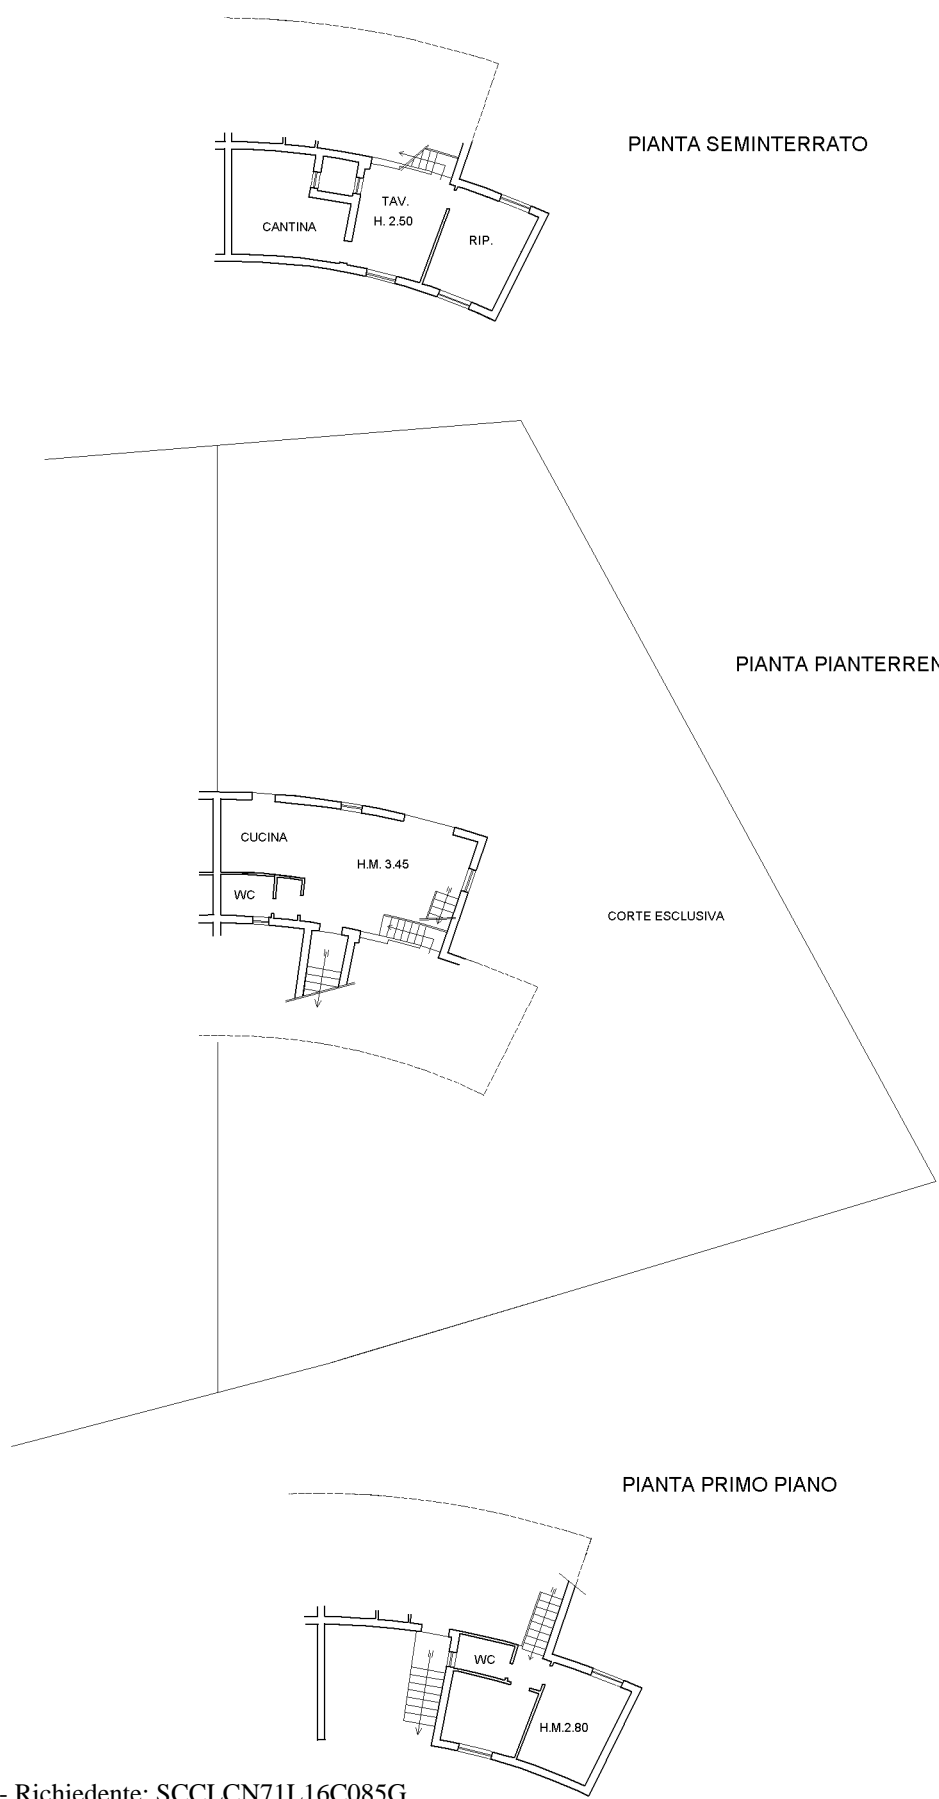 PIANTA SEMINTERRATO
TAV.
H. 2.50
CANTINA
RIP.
PIANTA PIANTERREN
CUCINA
H.M. 3.45
WC
CORTE ESCLUSIVA
PIANTA PRIMO PIANO
WC
H.M.2.80
- Richiedente: SCCLCN71L16C085G